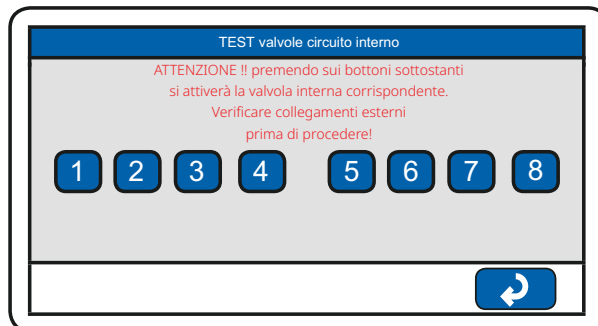 TEST valvole circuito interno
ATTENZIONE !! premendo sui bottoni sottostanti
si attiverà la valvola interna corrispondente.
Verificare collegamenti esterni
prima di procedere!
1 2 3 4 5 6 7 8